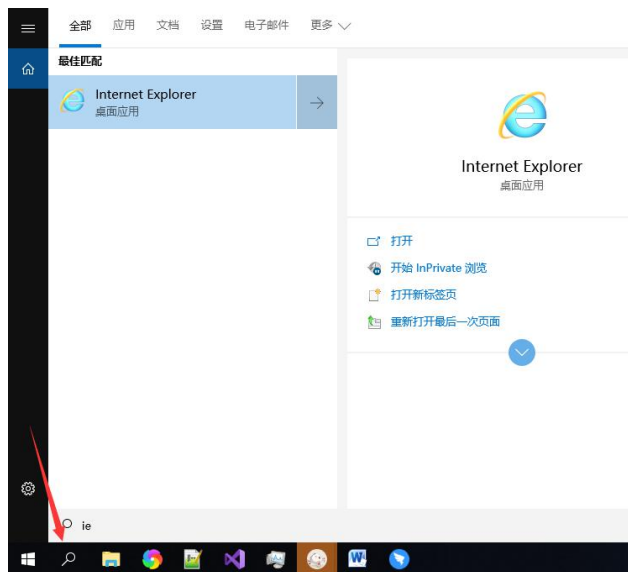 全部 应用 文档 设置 电子邮件 更多
最佳匹配
Internet Explorer
桌面应用
Internet Explorer
桌面应用
打开
开始 InPrivate 浏览
打开新标签页
重新打开最后一次页面
ie